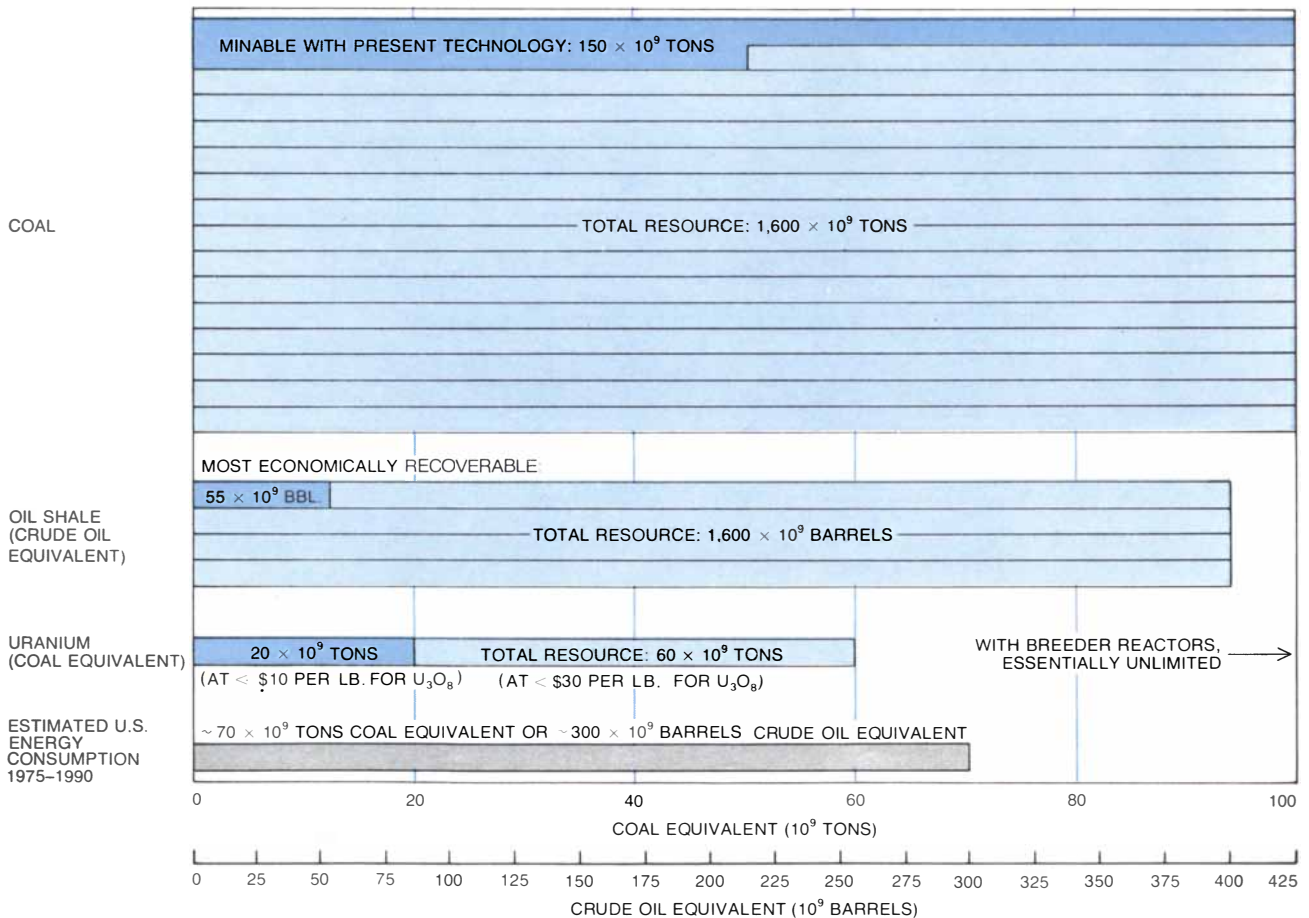 MINABLE WITH PRESENT TECHNOLOGY: 150 × 10⁹ TONS
COAL
TOTAL RESOURCE: 1,600 × 10⁹ TONS
MOST ECONOMICALLY RECOVERABLE:
55 × 10⁹ BBL.
OIL SHALE
(CRUDE OIL
EQUIVALENT)
TOTAL RESOURCE: 1,600 × 10⁹ BARRELS
URANIUM
(COAL EQUIVALENT)
20 × 10⁹ TONS
TOTAL RESOURCE: 60 × 10⁹ TONS
WITH BREEDER REACTORS,
ESSENTIALLY UNLIMITED
(AT < $10 PER LB. FOR U₃O₈)
(AT < $30 PER LB. FOR U₃O₈)
ESTIMATED U.S.
ENERGY
CONSUMPTION
1975–1990
~70 × 10⁹ TONS COAL EQUIVALENT OR ~300 × 10⁹ BARRELS CRUDE OIL EQUIVALENT
0 20 40 60 80 100
COAL EQUIVALENT (10⁹ TONS)
0 25 50 75 100 125 150 175 200 225 250 275 300 325 350 375 400 425
CRUDE OIL EQUIVALENT (10⁹ BARRELS)